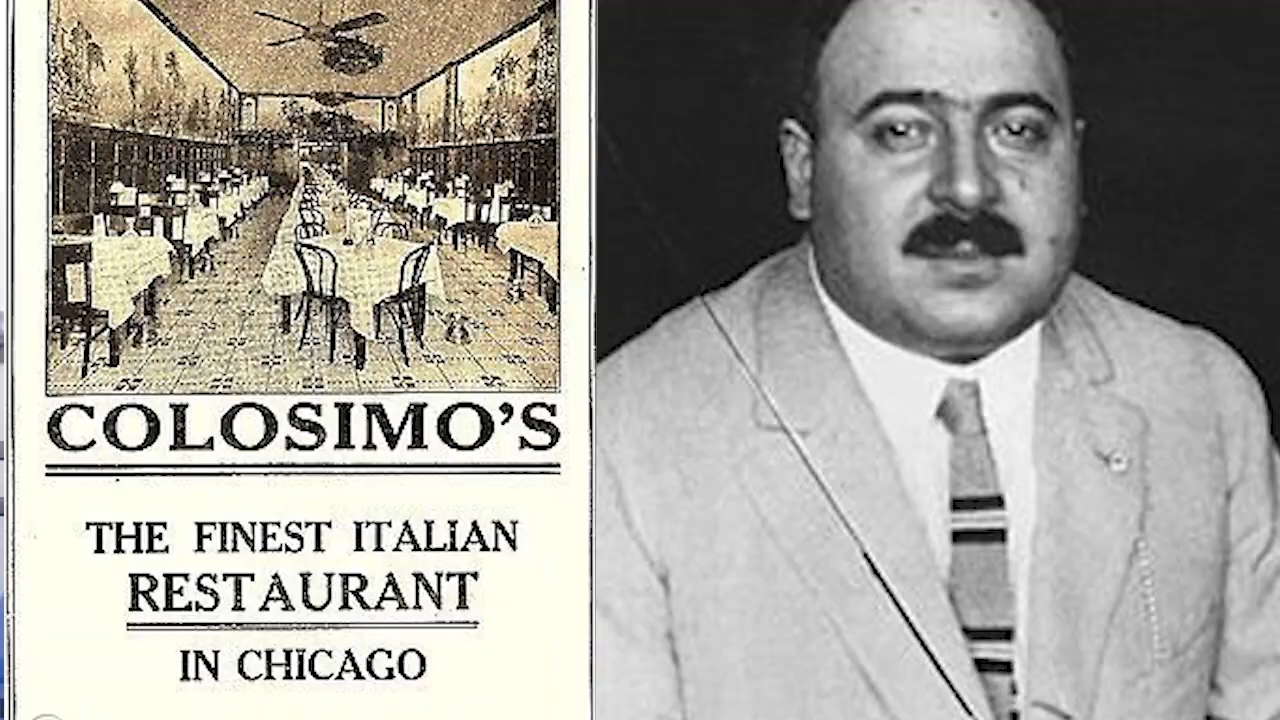 COLOSIMO'S
THE FINEST ITALIAN
RESTAURANT
IN CHICAGO